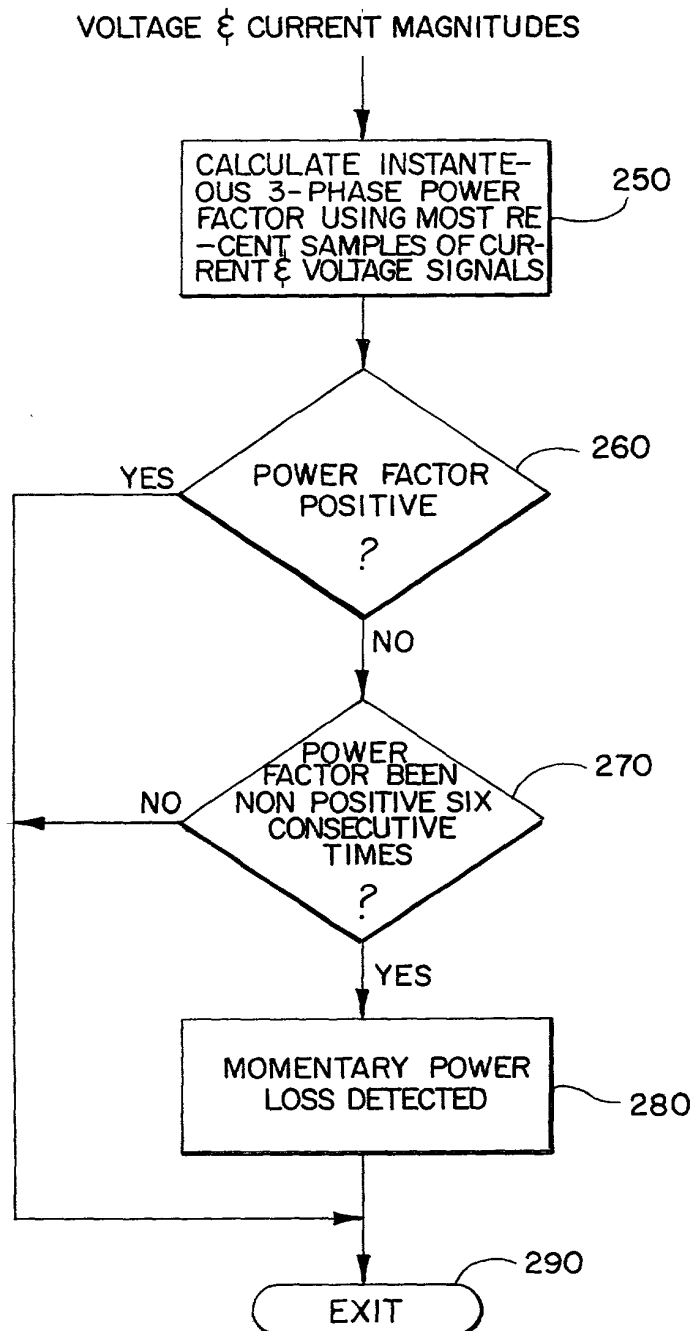 VOLTAGE & CURRENT MAGNITUDES
CALCULATE INSTANTE-
OUS 3-PHASE POWER
FACTOR USING MOST RE
-CENT SAMPLES OF CUR-
RENT & VOLTAGE SIGNALS
250
260
YES
POWER FACTOR
POSITIVE
?
NO
POWER
FACTOR BEEN
NON POSITIVE SIX
CONSECUTIVE
TIMES
?
270
NO
YES
MOMENTARY POWER
LOSS DETECTED
280
290
EXIT